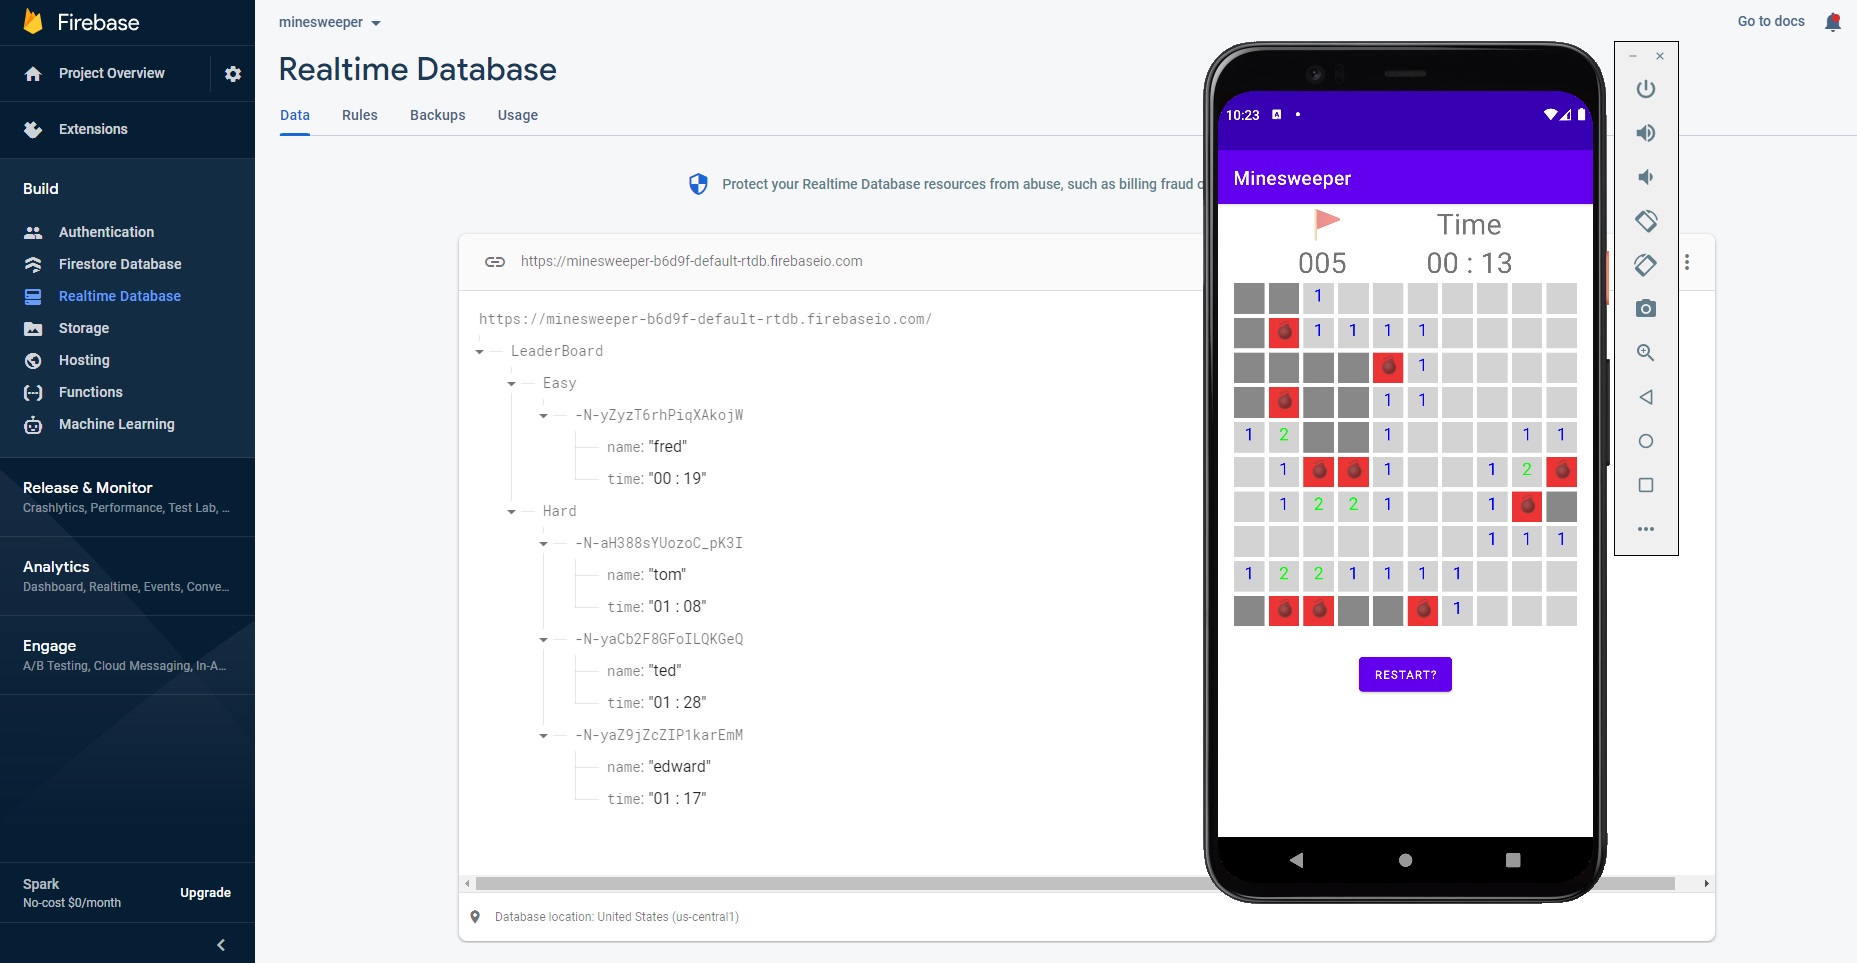 Firebase
Project Overview
Extensions
Build
Authentication
Firestore Database
Realtime Database
Storage
Hosting
Functions
Machine Learning
Release & Monitor
Crashlytics, Performance, Test Lab, ...
Analytics
Dashboard, Realtime, Events, Conve...
Engage
A/B Testing, Cloud Messaging, In-A...
Spark
No-cost $0/month
Upgrade
minesweeper
Go to docs
Realtime Database
Data Rules Backups Usage
Protect your Realtime Database resources from abuse, such as billing fraud
https://minesweeper-b6d9f-default-rtdb.firebaseio.com
https://minesweeper-b6d9f-default-rtdb.firebaseio.com/
LeaderBoard
Easy
-N-yZyzT6rhPiqXAkojW
name: "fred"
time: "00 : 19"
Hard
-N-aH388sYUozoC_pK3I
name: "tom"
time: "01 : 08"
-N-yaCb2F8GFoILQKGeQ
name: "ted"
time: "01 : 28"
-N-yaZ9jZcZIP1karEmM
name: "edward"
time: "01 : 17"
Database location: United States (us-central1)
10:23
Minesweeper
Time
005 00 : 13
1
1 1 1 1
1
1 1
1 2 1 1 1
1 1 1 2
1 2 2 1 1
1 1 1
1 2 2 1 1 1 1
1
RESTART?